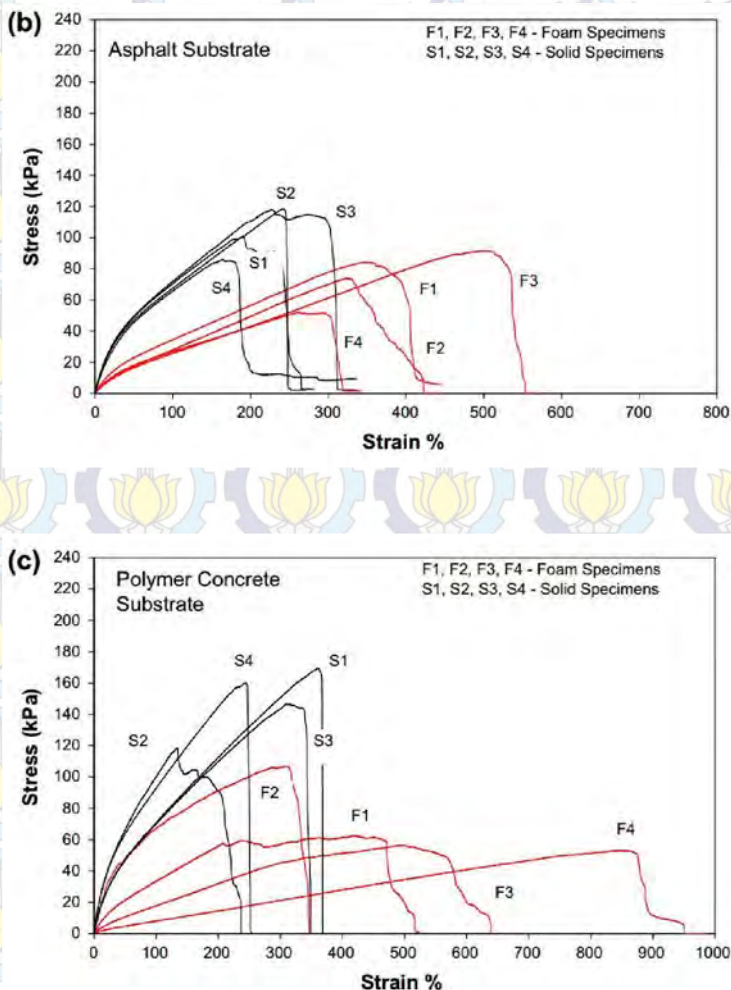 (b)
F1, F2, F3, F4 - Foam Specimens
Asphalt Substrate
S1, S2, S3, S4 - Solid Specimens
240
220
200
180
160
140
120
100
80
60
40
20
0
Stress (kPa)
S2
S3
S1
S4
F1
F3
F4
F2
0 100 200 300 400 500 600 700 800
Strain %
(c)
F1, F2, F3, F4 - Foam Specimens
Polymer Concrete
S1, S2, S3, S4 - Solid Specimens
Substrate
240
220
200
180
160
140
120
100
80
60
40
20
0
Stress (kPa)
S4
S1
S2
S3
F2
F1
F4
F3
0 100 200 300 400 500 600 700 800 900 1000
Strain %